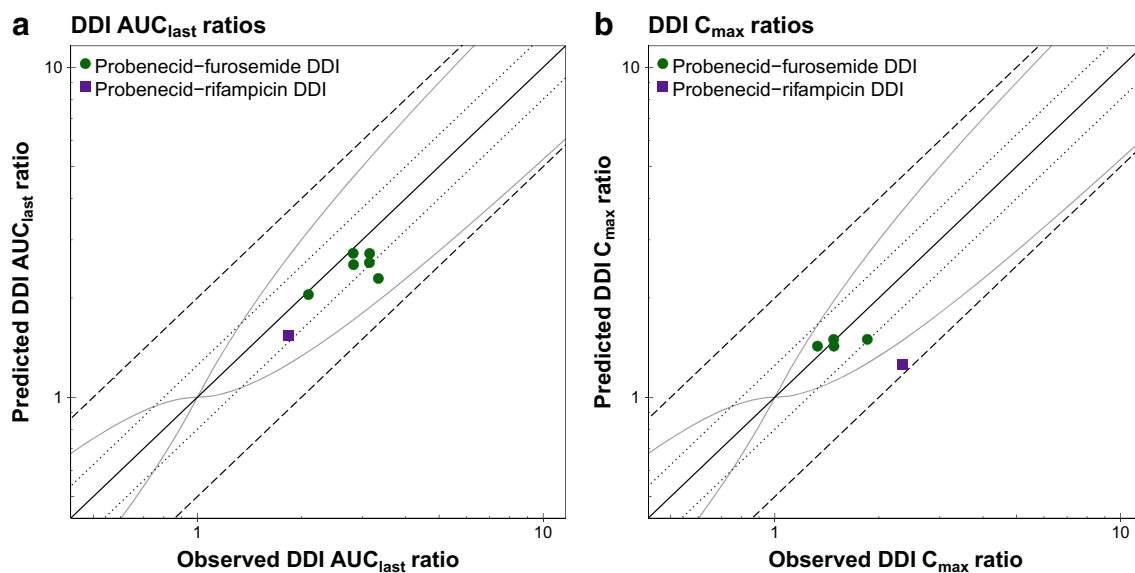 a DDI AUClast ratios
Probenecid−furosemide DDI
Probenecid−rifampicin DDI
10
1
Predicted DDI AUClast ratio
1
10
Observed DDI AUClast ratio
b DDI Cmax ratios
Probenecid−furosemide DDI
Probenecid−rifampicin DDI
10
1
Predicted DDI Cmax ratio
1
10
Observed DDI Cmax ratio